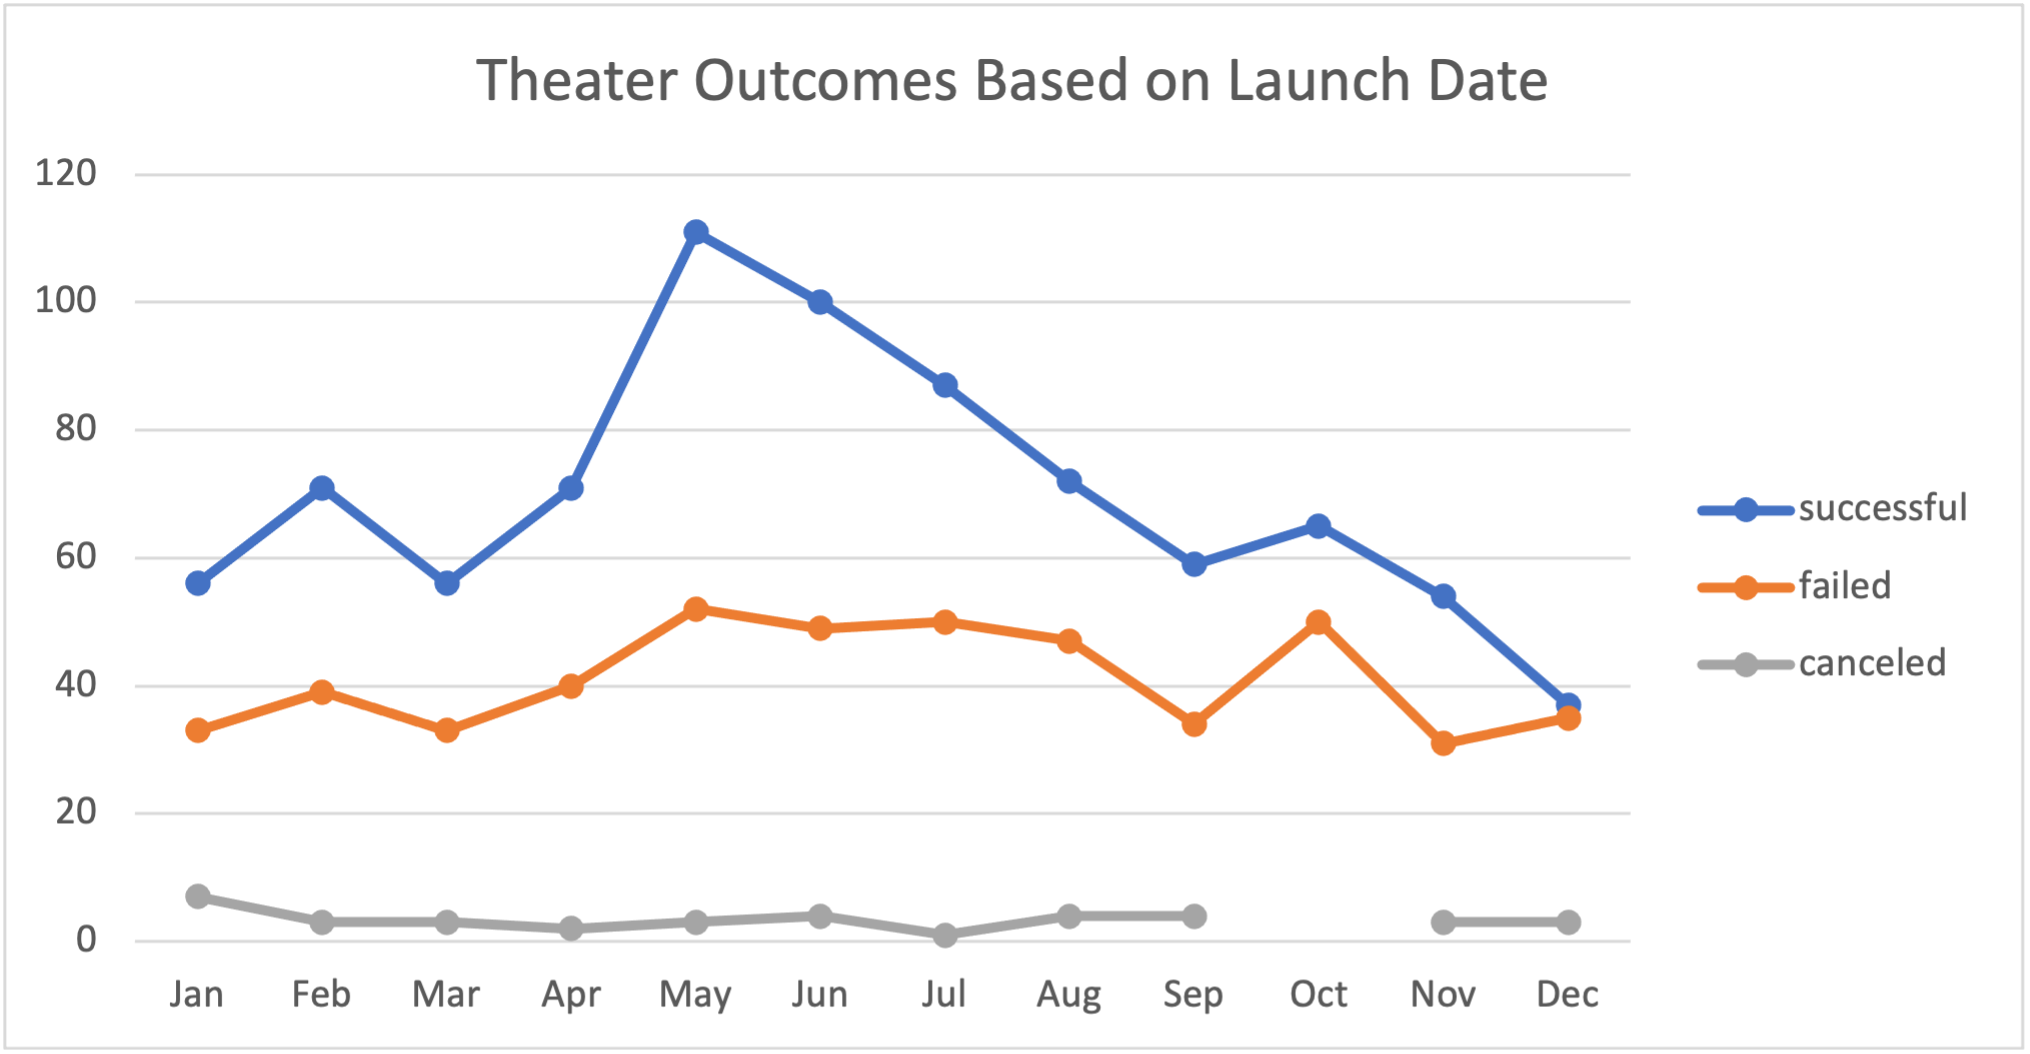 Theater Outcomes Based on Launch Date
120
100
80
60
40
20
0
Jan Feb Mar Apr May Jun Jul Aug Sep Oct Nov Dec
successful
failed
canceled